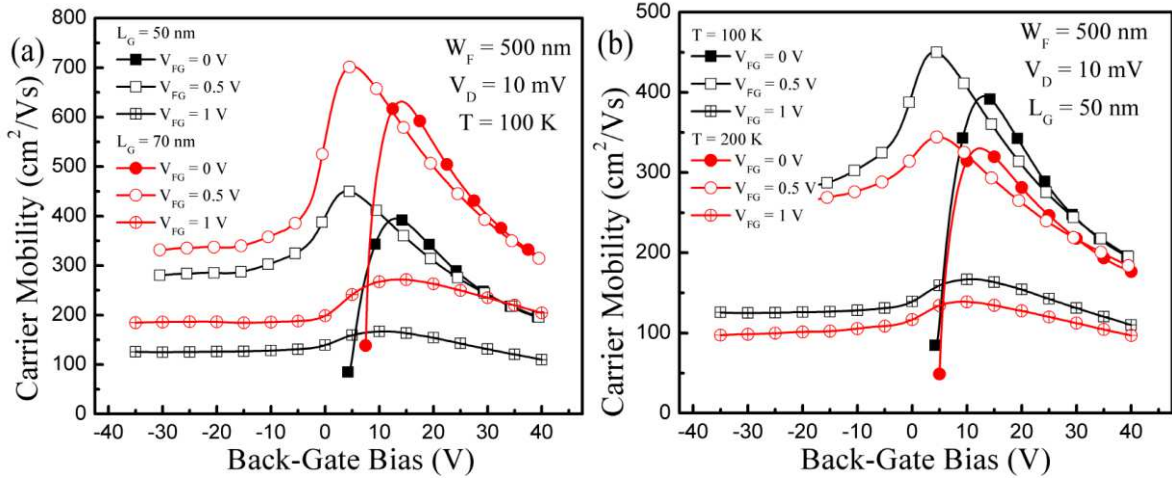 (a)
L_G = 50 nm
V_FG = 0 V
V_FG = 0.5 V
V_FG = 1 V
L_G = 70 nm
V_FG = 0 V
V_FG = 0.5 V
V_FG = 1 V
W_F = 500 nm
V_D = 10 mV
T = 100 K
Carrier Mobility (cm²/Vs)
800
700
600
500
400
300
200
100
0
-40 -30 -20 -10 0 10 20 30 40
Back-Gate Bias (V)
(b)
T = 100 K
V_FG = 0 V
V_FG = 0.5 V
V_FG = 1 V
T = 200 K
V_FG = 0 V
V_FG = 0.5 V
V_FG = 1 V
W_F = 500 nm
V_D = 10 mV
L_G = 50 nm
Carrier Mobility (cm²/Vs)
500
400
300
200
100
0
-40 -30 -20 -10 0 10 20 30 40
Back-Gate Bias (V)